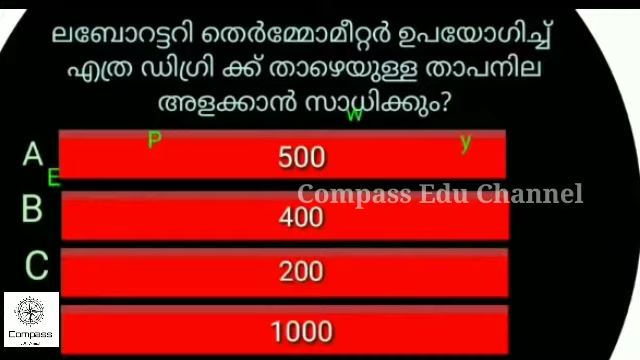 ലബോറട്ടറി തെർമ്മോമീറ്റർ ഉപയോഗിച്ച്
എത്ര ഡിഗ്രി ക്ക് താഴെയുള്ള താപനില
അളക്കാൻ സാധിക്കും?
W
P
y
A
500
E
Compass Edu Channel
B
400
C
200
Compass
1000